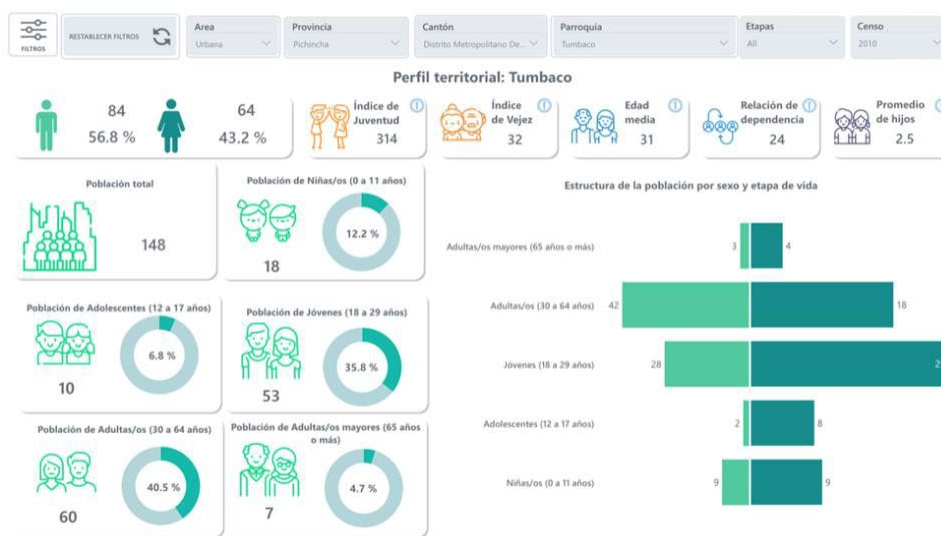 FILTROS
RESTABLECER FILTROS
Area
Urbana
Provincia
Pichincha
Cantón
Distrito Metropolitano De...
Parroquia
Tumbaco
Etapas
All
Censo
2010
Perfil territorial: Tumbaco
84
56.8 %
64
43.2 %
Índice de
Juventud
314
Índice
de Vejez
32
Edad
media
31
Relación de
dependencia
24
Promedio
de hijos
2.5
Población total
148
Población de Niñas/os (0 a 11 años)
12.2 %
18
Población de Adolescentes (12 a 17 años)
6.8 %
10
Población de Jóvenes (18 a 29 años)
35.8 %
53
Población de Adultas/os (30 a 64 años)
40.5 %
60
Población de Adultas/os mayores (65 años
o más)
4.7 %
7
Estructura de la población por sexo y etapa de vida
Adultas/os mayores (65 años o más) 3 4
Adultas/os (30 a 64 años) 42 18
Jóvenes (18 a 29 años) 28
Adolescentes (12 a 17 años) 2 8
Niñas/os (0 a 11 años) 9 9